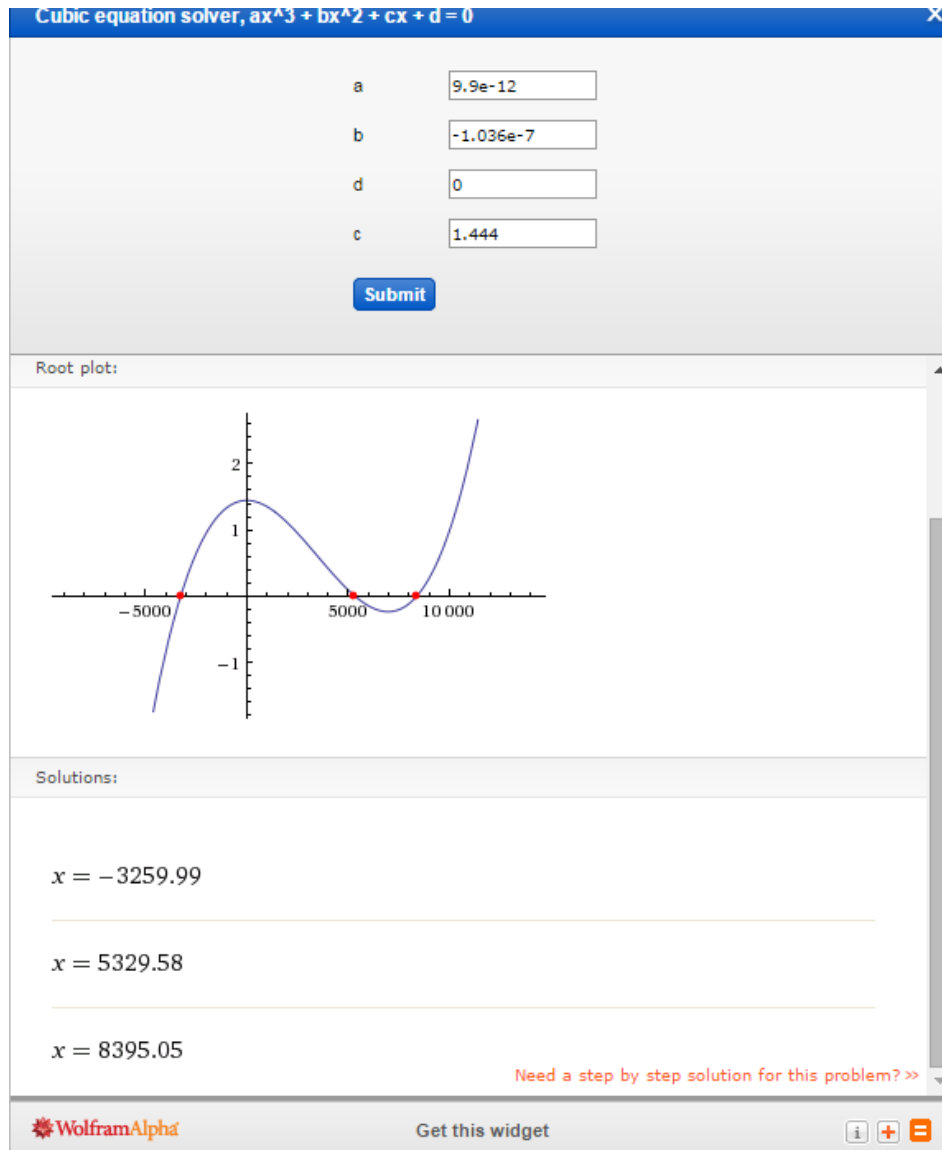 Cubic equation solver, ax^3 + bx^2 + cx + d = 0
X
a 9.9e-12
b -1.036e-7
d 0
c 1.444
Submit
Root plot:
2
1
−5000 5000 10 000
−1
Solutions:
x = −3259.99
x = 5329.58
x = 8395.05
Need a step by step solution for this problem? »
WolframAlpha Get this widget i + =